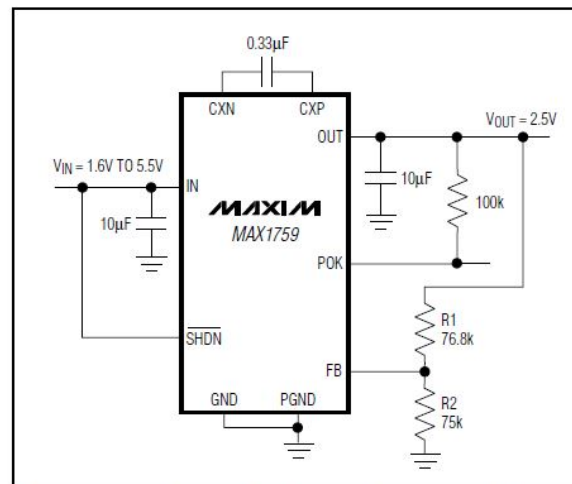 0.33µF
CXN
CXP
OUT
VOUT = 2.5V
VIN = 1.6V TO 5.5V
IN
10µF
10µF
100k
MAXIM
MAX1759
POK
SHDN
R1
76.8k
FB
R2
75k
GND
PGND